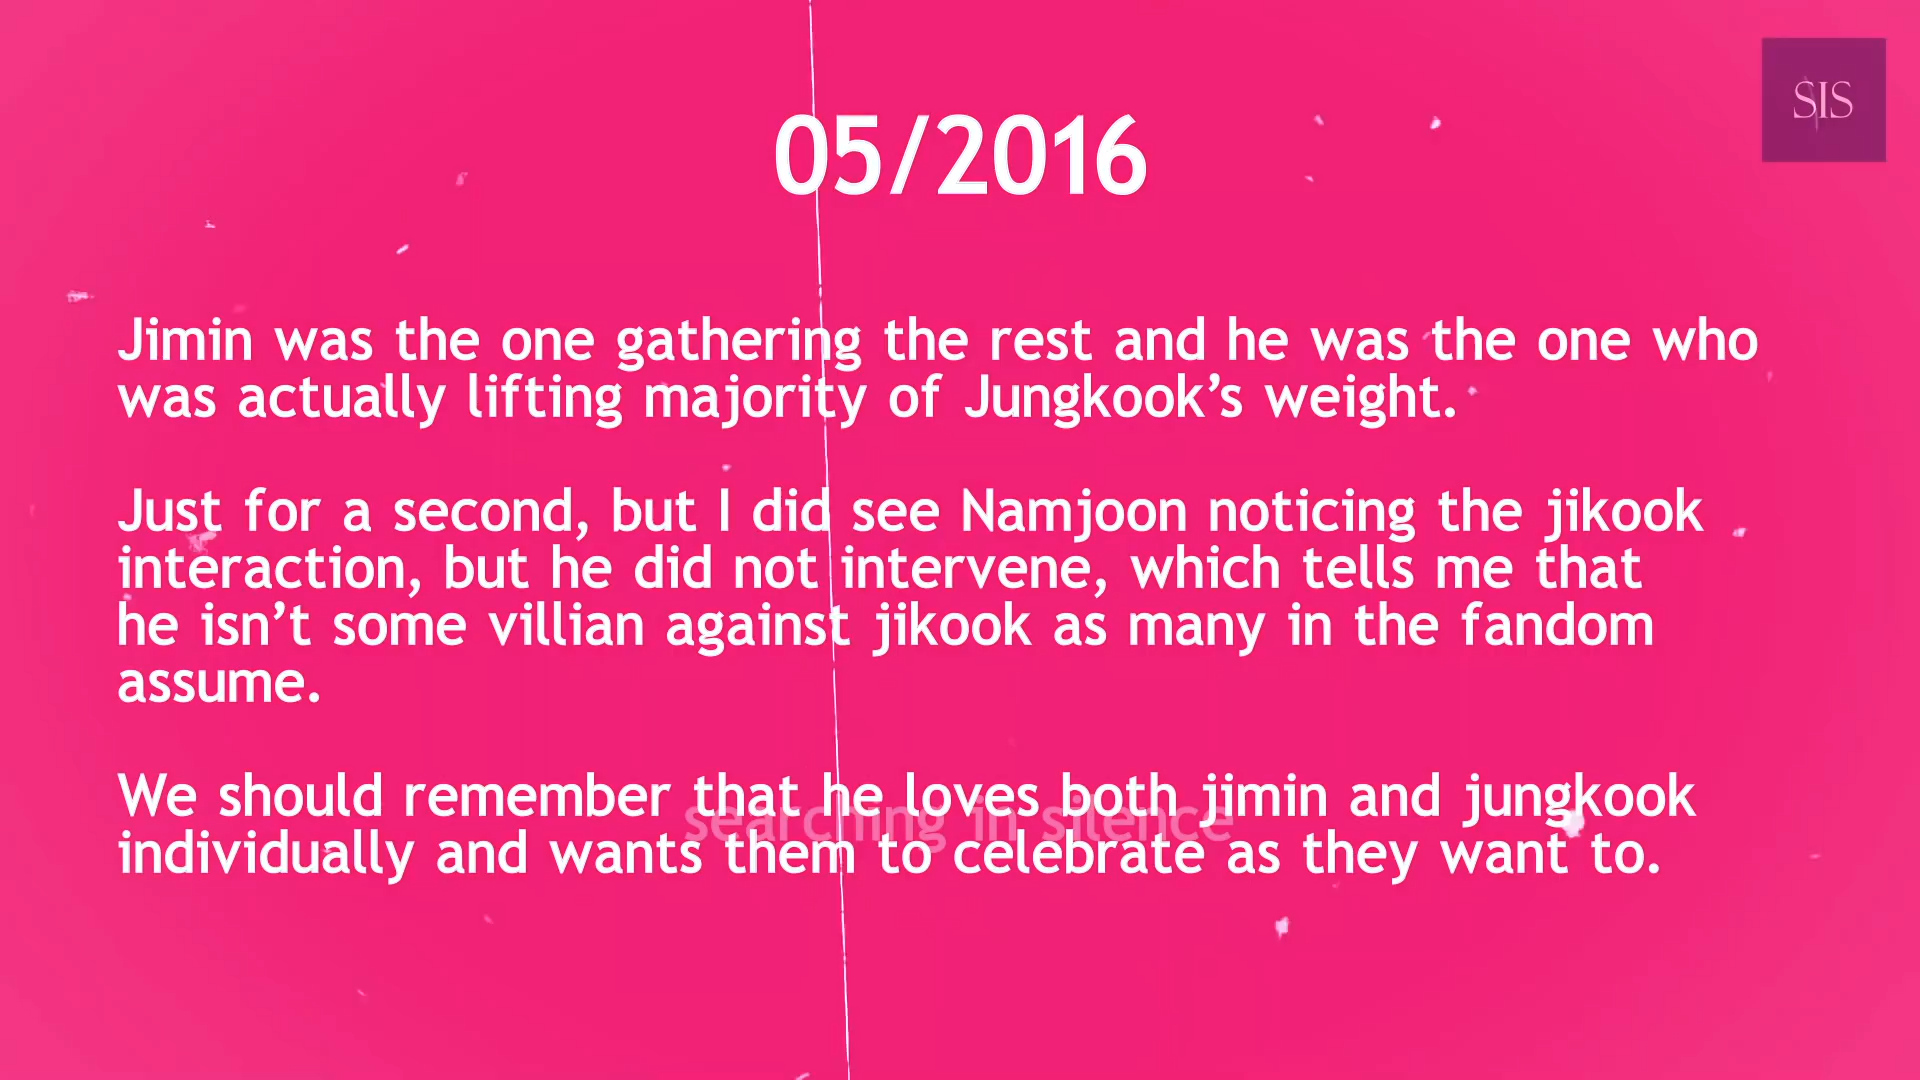 SIS
05/2016
Jimin was the one gathering the rest and he was the one who
was actually lifting majority of Jungkook’s weight.
Just for a second, but I did see Namjoon noticing the jikook
interaction, but he did not intervene, which tells me that
he isn’t some villian against jikook as many in the fandom
assume.
We should remember that he loves both jimin and jungkook
searching in silence
individually and wants them to celebrate as they want to.